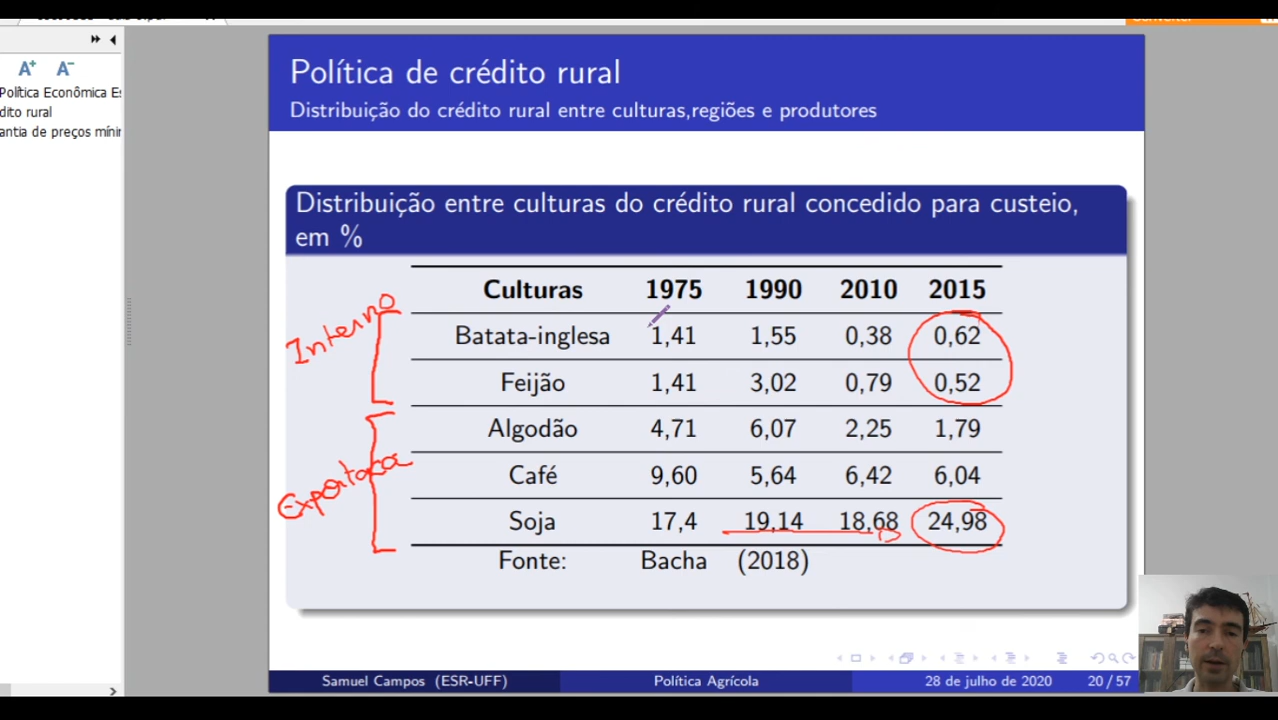 A+ A-
Política Econômica Es
dito rural
antia de preços mínir
Política de crédito rural
Distribuição do crédito rural entre culturas,regiões e produtores
Distribuição entre culturas do crédito rural concedido para custeio,
em %
Culturas 1975 1990 2010 2015
Interno
Batata-inglesa 1,41 1,55 0,38 0,62
Feijão 1,41 3,02 0,79 0,52
Algodão 4,71 6,07 2,25 1,79
Café 9,60 5,64 6,42 6,04
Soja 17,4 19,14 18,68 24,98
Fonte: Bacha (2018)
Samuel Campos (ESR-UFF) Política Agrícola 28 de julho de 2020 20 / 57